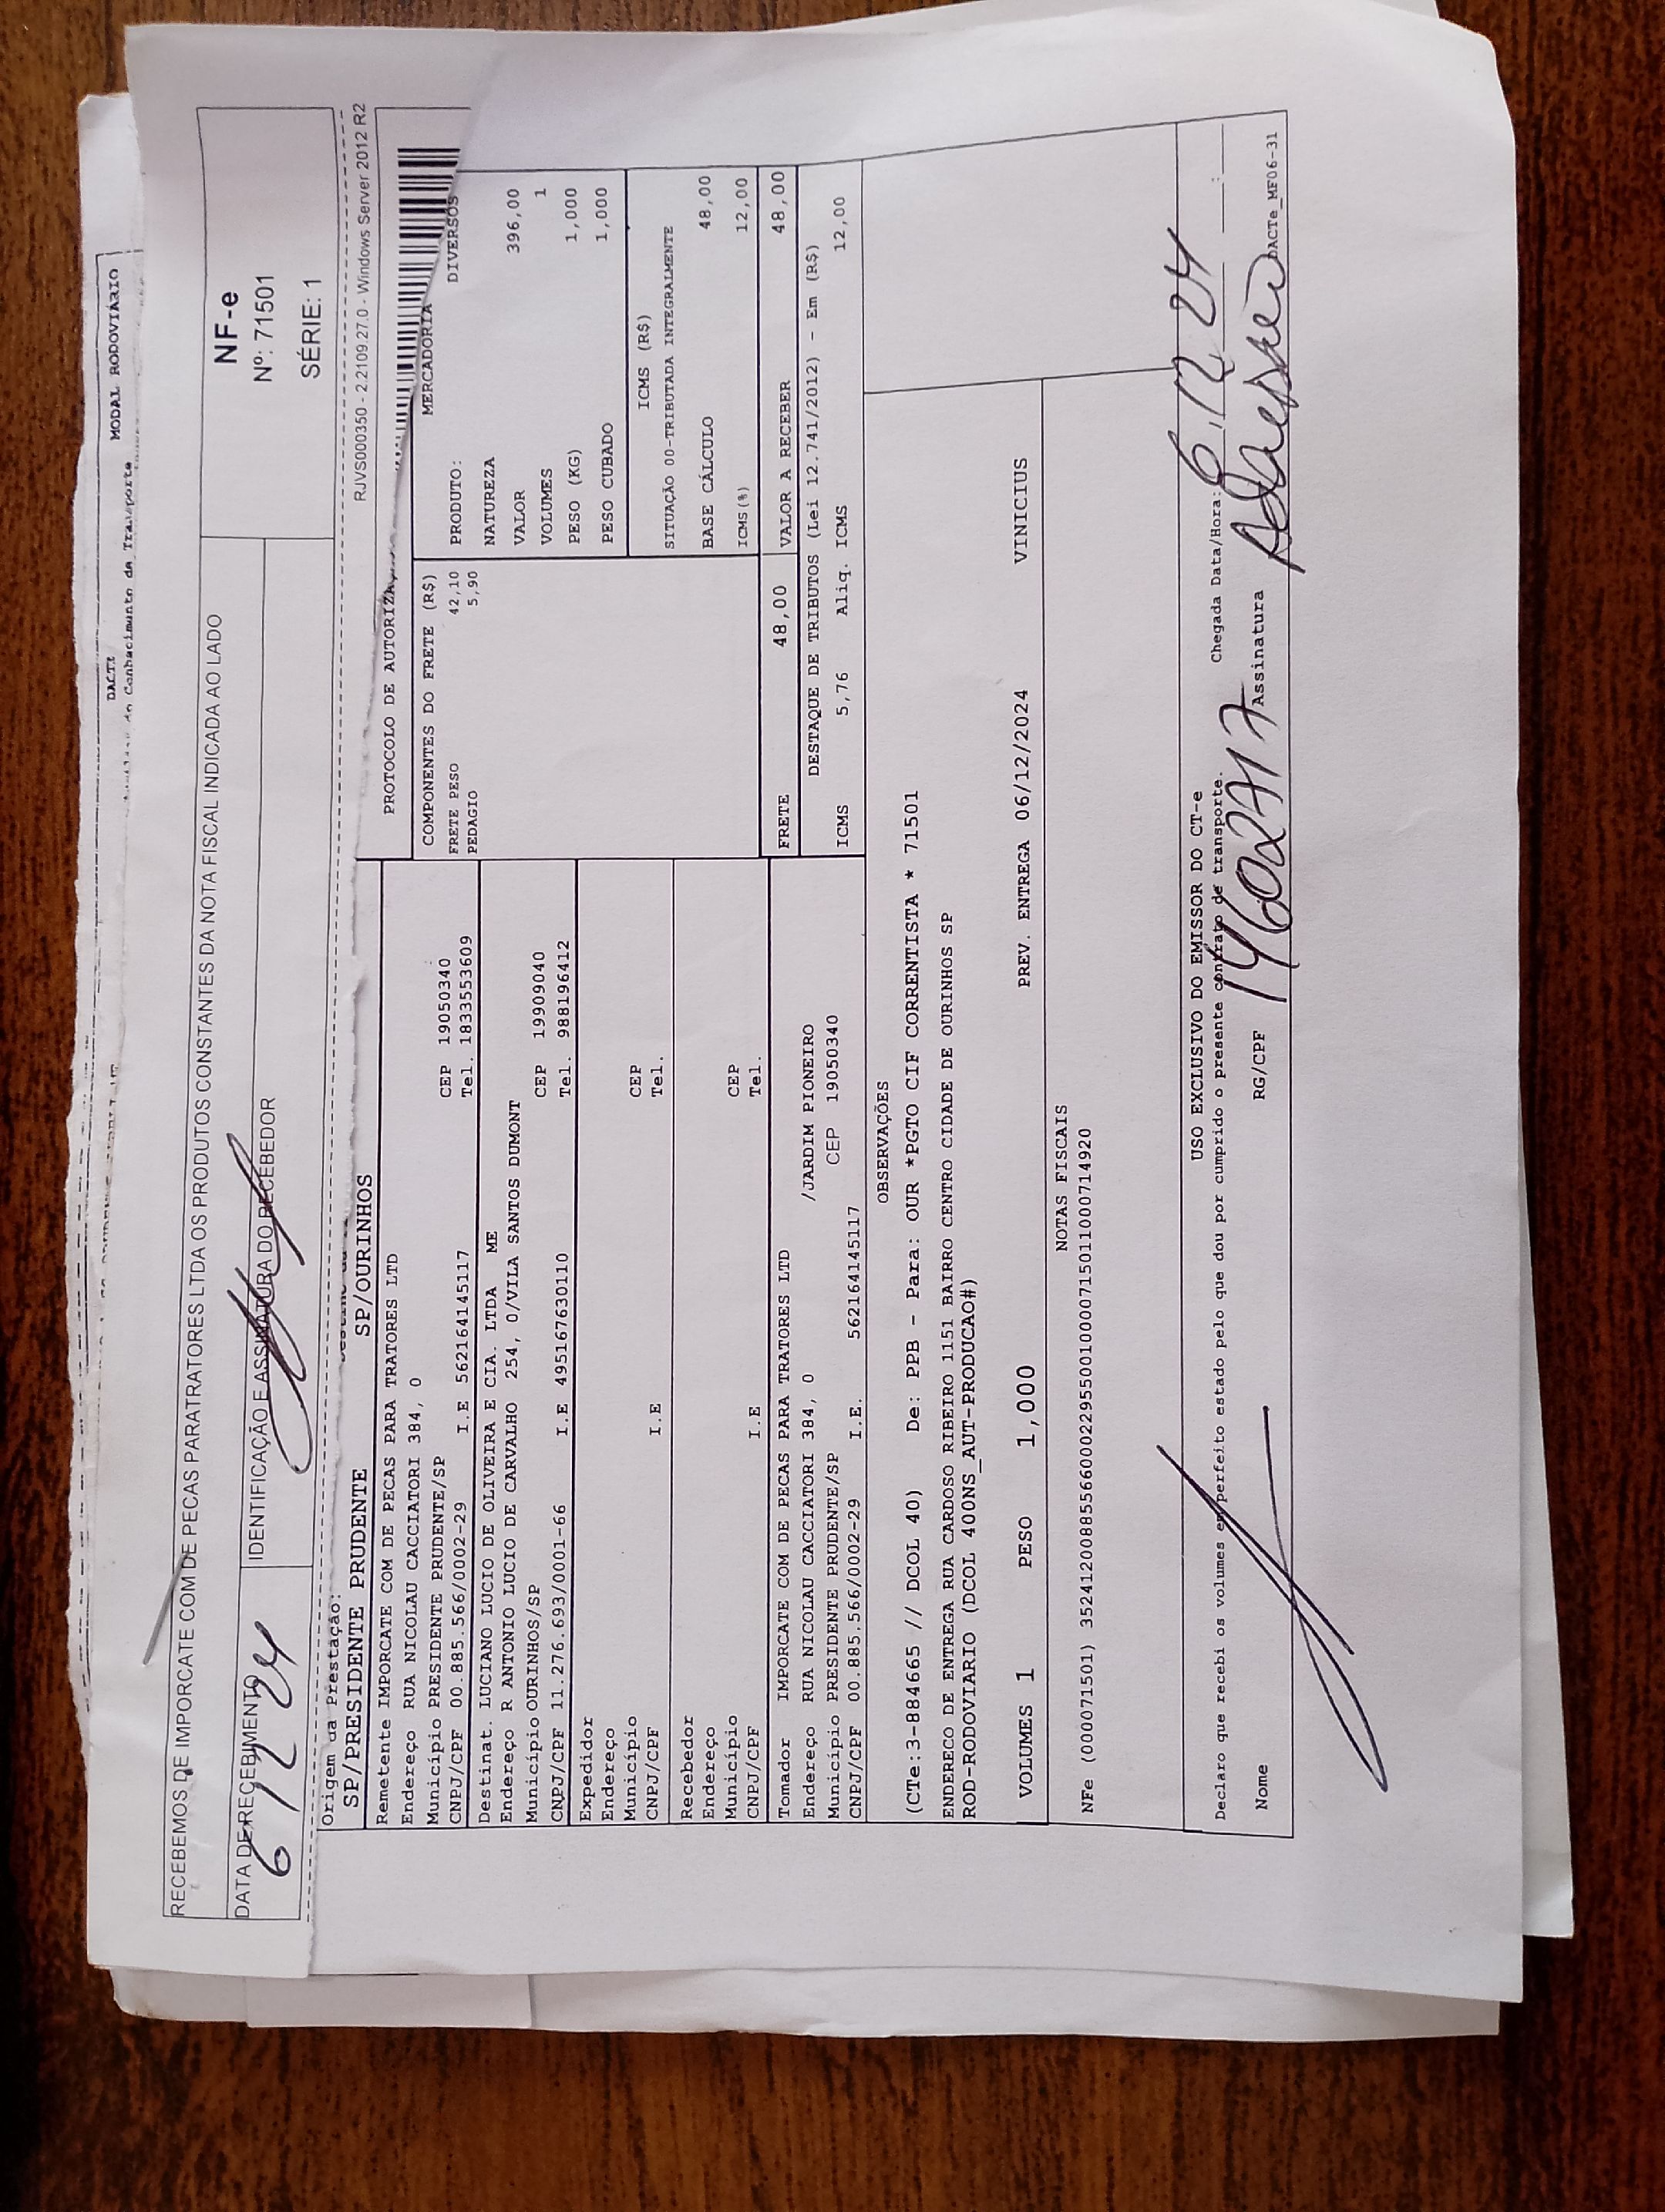 DACTE
MODAL RODOVIÁRIO
RECEBEMOS DE IMPORCATE COM DE PECAS PARATRATORES LTDA OS PRODUTOS CONSTANTES DA NOTA FISCAL INDICADA AO LADO
NF-e
Nº: 71501
SÉRIE: 1
DATA DE RECEBIMENTO
6 12 24
IDENTIFICAÇÃO E ASSINATURA DO RECEBEDOR
RJVS000350 - 2.2109.27.0 - Windows Server 2012 R2
Origem da Prestação:
SP/PRESIDENTE PRUDENTE
SP/OURINHOS
PROTOCOLO DE
Remetente IMPORCATE COM DE PECAS PARA TRATORES LTD
Endereço RUA NICOLAU CACCIATORI 384, 0
Município PRESIDENTE PRUDENTE/SP CEP 19050340
CNPJ/CPF 00.885.566/0002-29 I.E 562164145117 Tel. 1833553609
Destinat. LUCIANO LUCIO DE OLIVEIRA E CIA. LTDA ME
Endereço R ANTONIO LUCIO DE CARVALHO 254, 0/VILA SANTOS DUMONT
Município OURINHOS/SP CEP 19909040
CNPJ/CPF 11.276.693/0001-66 I.E 495167630110 Tel. 988196412
Expedidor
Endereço
Município CEP
CNPJ/CPF I.E Tel.
Recebedor
Endereço
Município CEP
CNPJ/CPF I.E Tel.
Tomador IMPORCATE COM DE PECAS PARA TRATORES LTD
Endereço RUA NICOLAU CACCIATORI 384, 0 /JARDIM PIONEIRO
Município PRESIDENTE PRUDENTE/SP CEP 19050340
CNPJ/CPF 00.885.566/0002-29 I.E. 562164145117
COMPONENTES DO FRETE (R$)
FRETE PESO 42,10
PEDAGIO 5,90
MERCADORIA
PRODUTO: DIVERSOS
NATUREZA
VALOR 396,00
VOLUMES 1
PESO (KG) 1,000
PESO CUBADO 1,000
ICMS (R$)
SITUAÇÃO 00-TRIBUTADA INTEGRALMENTE
BASE CÁLCULO 48,00
ICMS(%) 12,00
FRETE 48,00 VALOR A RECEBER 48,00
DESTAQUE DE TRIBUTOS (Lei 12.741/2012) - Em (R$)
ICMS 5,76 Aliq. ICMS 12,00
OBSERVAÇÕES
(CTe:3-884665 // DCOL 40) De: PPB - Para: OUR *PGTO CIF CORRENTISTA * 71501
ENDERECO DE ENTREGA RUA CARDOSO RIBEIRO 1151 BAIRRO CENTRO CIDADE DE OURINHOS SP
ROD-RODOVIARIO (DCOL 400NS_AUT-PRODUCAO#)
VOLUMES 1 PESO 1,000 PREV. ENTREGA 06/12/2024 VINICIUS
NOTAS FISCAIS
NFe (000071501) 35241200885566000229550010000715011000714920
USO EXCLUSIVO DO EMISSOR DO CT-e
Declaro que recebi os volumes em perfeito estado pelo que dou por cumprido o presente contrato de transporte.
Chegada Data/Hora: 6, 12, 24
Nome
RG/CPF
Assinatura
DACTe_MF06-31